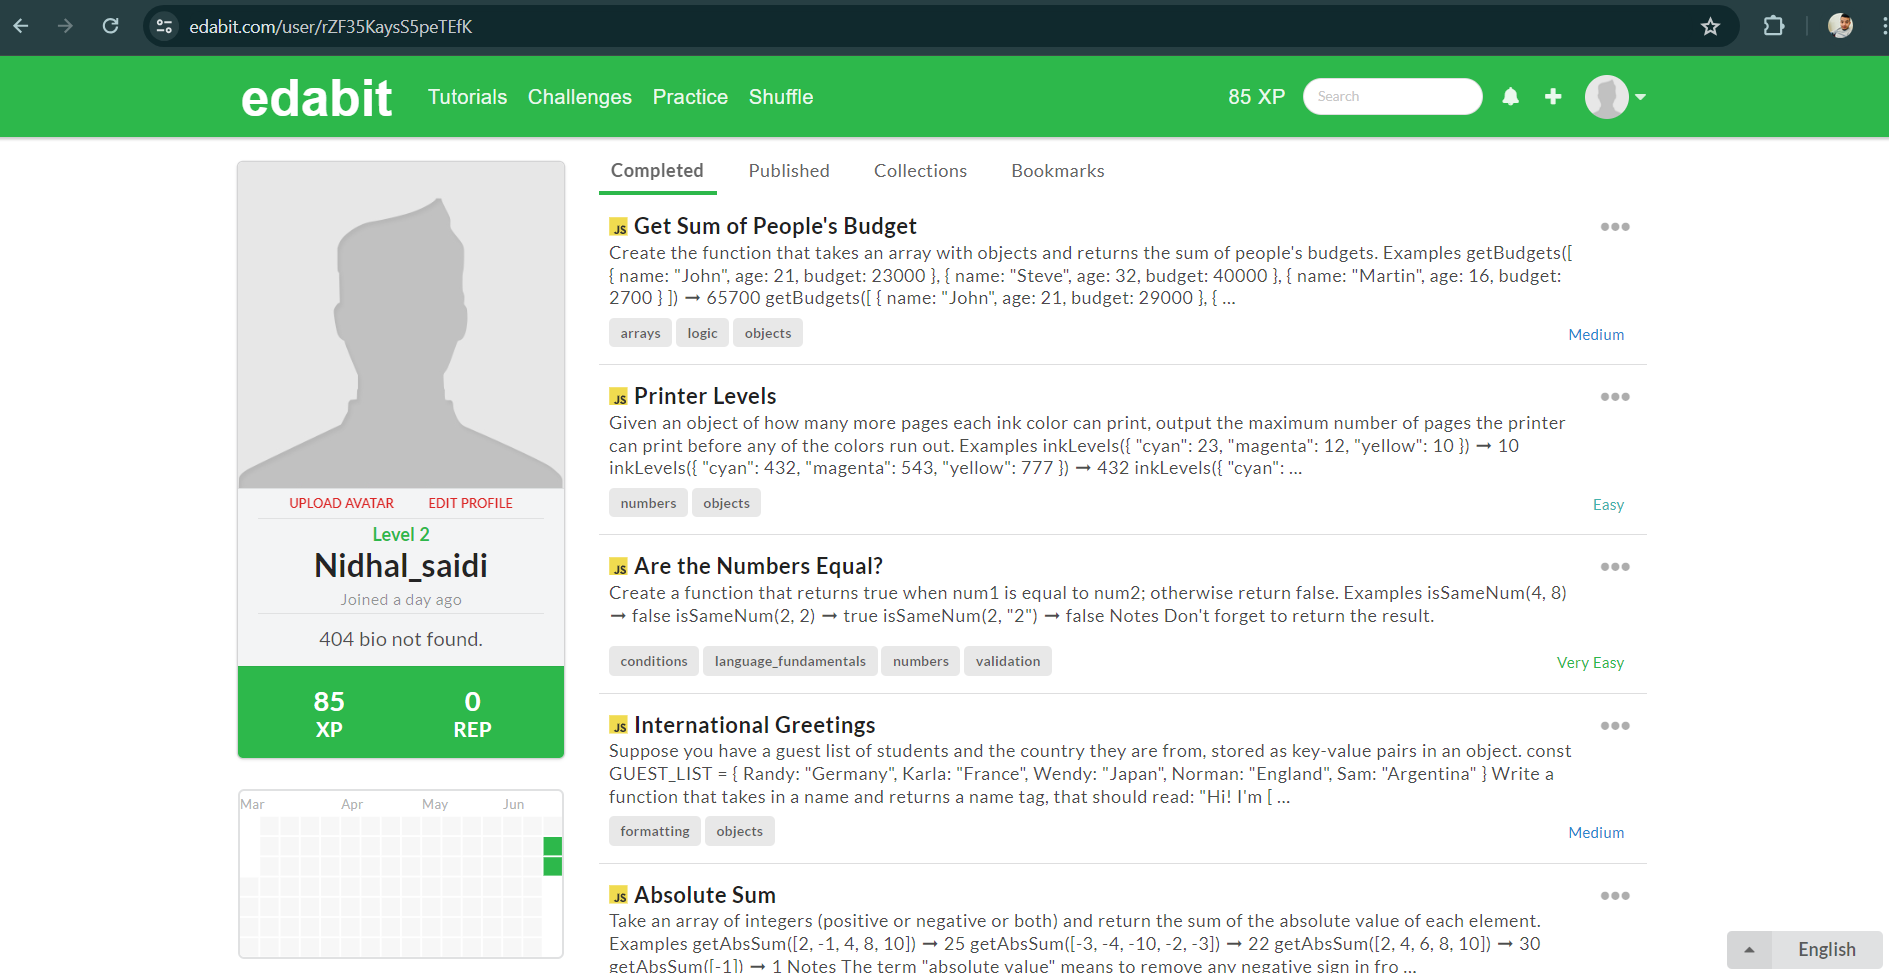 edabit.com/user/rZF35KaysS5peTEfK
edabit Tutorials Challenges Practice Shuffle 85 XP Search
UPLOAD AVATAR EDIT PROFILE
Level 2
Nidhal_saidi
Joined a day ago
404 bio not found.
85 0
XP REP
Mar Apr May Jun
Completed Published Collections Bookmarks
JS Get Sum of People's Budget
Create the function that takes an array with objects and returns the sum of people's budgets. Examples getBudgets([
{ name: "John", age: 21, budget: 23000 }, { name: "Steve", age: 32, budget: 40000 }, { name: "Martin", age: 16, budget:
2700 } ]) ➞ 65700 getBudgets([ { name: "John", age: 21, budget: 29000 }, { ...
arrays logic objects
Medium
JS Printer Levels
Given an object of how many more pages each ink color can print, output the maximum number of pages the printer
can print before any of the colors run out. Examples inkLevels({ "cyan": 23, "magenta": 12, "yellow": 10 }) ➞ 10
inkLevels({ "cyan": 432, "magenta": 543, "yellow": 777 }) ➞ 432 inkLevels({ "cyan": ...
numbers objects
Easy
JS Are the Numbers Equal?
Create a function that returns true when num1 is equal to num2; otherwise return false. Examples isSameNum(4, 8)
➞ false isSameNum(2, 2) ➞ true isSameNum(2, "2") ➞ false Notes Don't forget to return the result.
conditions language_fundamentals numbers validation
Very Easy
JS International Greetings
Suppose you have a guest list of students and the country they are from, stored as key-value pairs in an object. const
GUEST_LIST = { Randy: "Germany", Karla: "France", Wendy: "Japan", Norman: "England", Sam: "Argentina" } Write a
function that takes in a name and returns a name tag, that should read: "Hi! I'm [ ...
formatting objects
Medium
JS Absolute Sum
Take an array of integers (positive or negative or both) and return the sum of the absolute value of each element.
Examples getAbsSum([2, -1, 4, 8, 10]) ➞ 25 getAbsSum([-3, -4, -10, -2, -3]) ➞ 22 getAbsSum([2, 4, 6, 8, 10]) ➞ 30
getAbsSum([-1]) ➞ 1 Notes The term "absolute value" means to remove any negative sign in fro ...
English